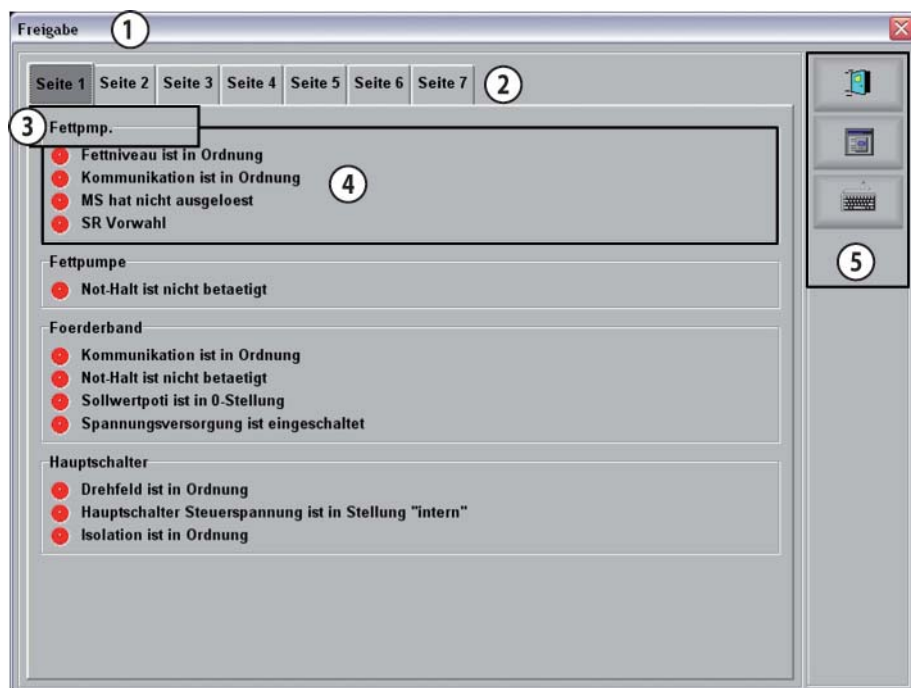 Freigabe 1
Seite 1 Seite 2 Seite 3 Seite 4 Seite 5 Seite 6 Seite 7 2
3 Fettpmp.
Fettniveau ist in Ordnung
Kommunikation ist in Ordnung
4
MS hat nicht ausgeloest
SR Vorwahl
5
Fettpumpe
Not-Halt ist nicht betaetigt
Foerderband
Kommunikation ist in Ordnung
Not-Halt ist nicht betaetigt
Sollwertpoti ist in 0-Stellung
Spannungsversorgung ist eingeschaltet
Hauptschalter
Drehfeld ist in Ordnung
Hauptschalter Steuerspannung ist in Stellung "intern"
Isolation ist in Ordnung